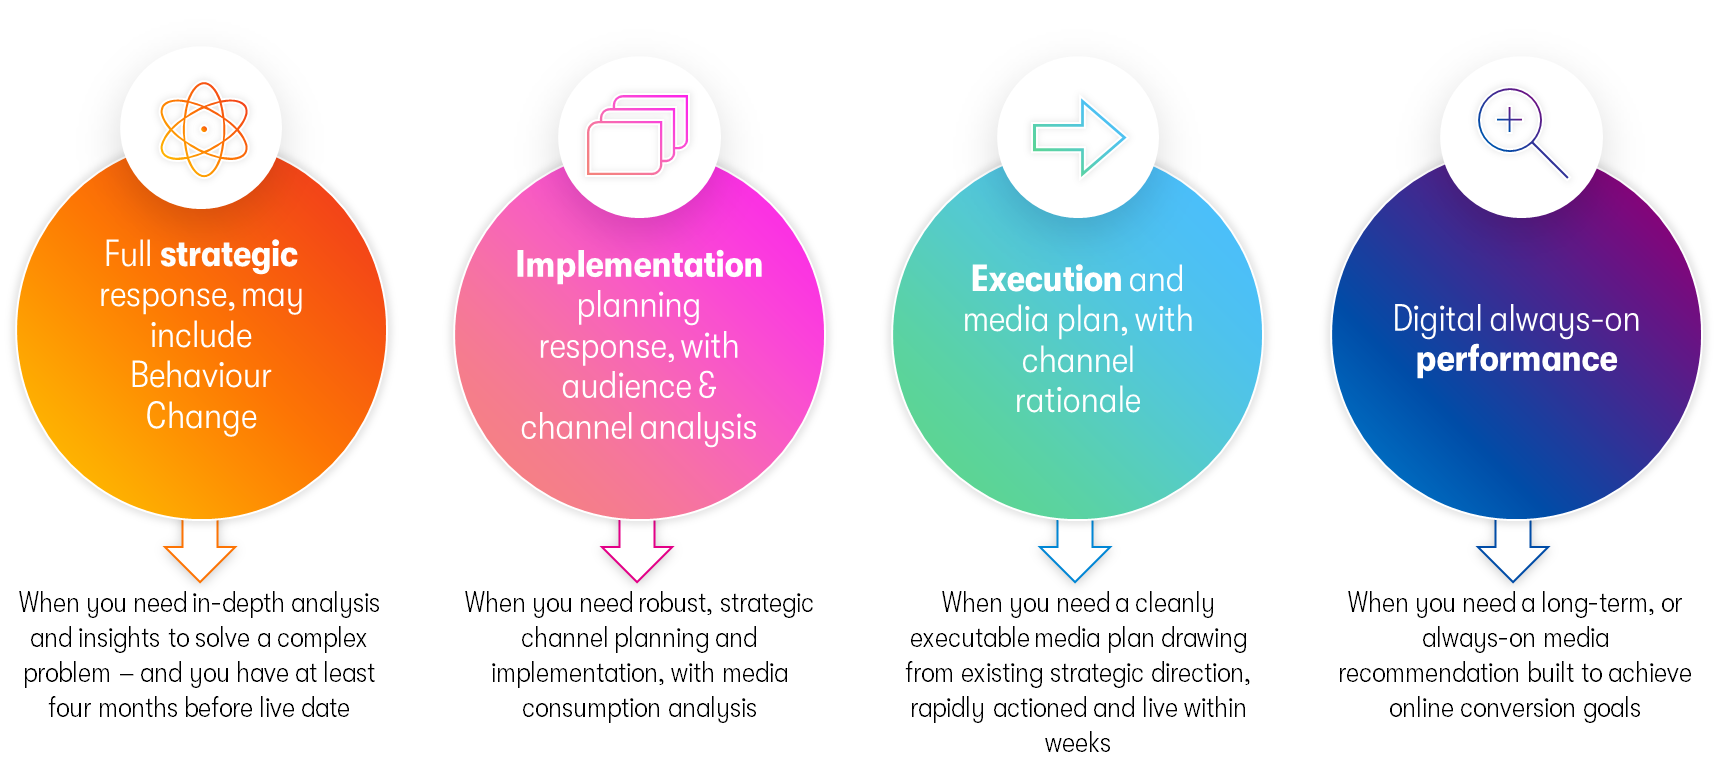 Full strategic
response, may
include
Behaviour
Change
When you need in-depth analysis
and insights to solve a complex
problem – and you have at least
four months before live date
Implementation
planning
response, with
audience &
channel analysis
When you need robust, strategic
channel planning and
implementation, with media
consumption analysis
Execution and
media plan, with
channel
rationale
When you need a cleanly
executable media plan drawing
from existing strategic direction,
rapidly actioned and live within
weeks
Digital always-on
performance
When you need a long-term, or
always-on media
recommendation built to achieve
online conversion goals